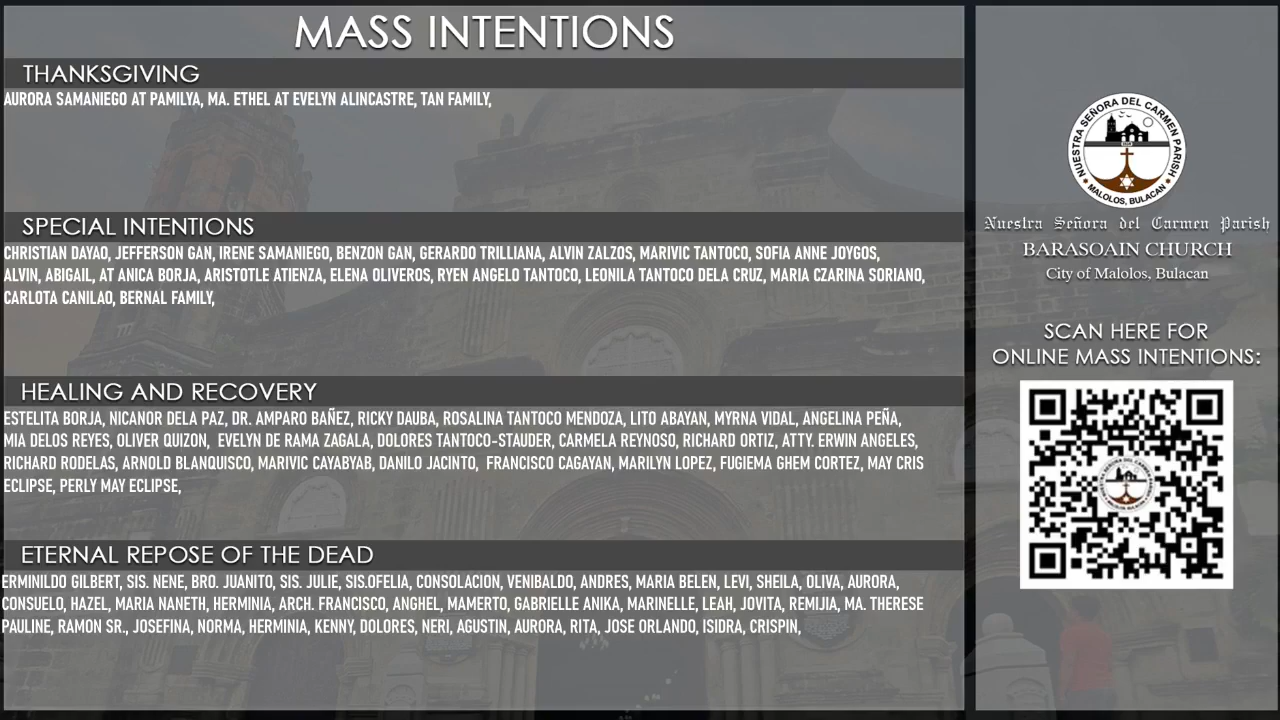 MASS INTENTIONS
THANKSGIVING
AURORA SAMANIEGO AT PAMILYA, MA. ETHEL AT EVELYN ALINCASTRE, TAN FAMILY,
SPECIAL INTENTIONS
CHRISTIAN DAYAO, JEFFERSON GAN, IRENE SAMANIEGO, BENZON GAN, GERARDO TRILLIANA, ALVIN ZALZOS, MARIVIC TANTOCO, SOFIA ANNE JOYGOS,
ALVIN, ABIGAIL, AT ANICA BORJA, ARISTOTLE ATIENZA, ELENA OLIVEROS, RYEN ANGELO TANTOCO, LEONILA TANTOCO DELA CRUZ, MARIA CZARINA SORIANO,
CARLOTA CANILAO, BERNAL FAMILY,
HEALING AND RECOVERY
ESTELITA BORJA, NICANOR DELA PAZ, DR. AMPARO BAÑEZ, RICKY DAUBA, ROSALINA TANTOCO MENDOZA, LITO ABAYAN, MYRNA VIDAL, ANGELINA PEÑA,
MIA DELOS REYES, OLIVER QUIZON, EVELYN DE RAMA ZAGALA, DOLORES TANTOCO-STAUDER, CARMELA REYNOSO, RICHARD ORTIZ, ATTY. ERWIN ANGELES,
RICHARD RODELAS, ARNOLD BLANQUISCO, MARIVIC CAYABYAB, DANILO JACINTO, FRANCISCO CAGAYAN, MARILYN LOPEZ, FUGIEMA GHEM CORTEZ, MAY CRIS
ECLIPSE, PERLY MAY ECLIPSE,
ETERNAL REPOSE OF THE DEAD
ERMINILDO GILBERT, SIS. NENE, BRO. JUANITO, SIS. JULIE, SIS.OFELIA, CONSOLACION, VENIBALDO, ANDRES, MARIA BELEN, LEVI, SHEILA, OLIVA, AURORA,
CONSUELO, HAZEL, MARIA NANETH, HERMINIA, ARCH. FRANCISCO, ANGHEL, MAMERTO, GABRIELLE ANIKA, MARINELLE, LEAH, JOVITA, REMIJIA, MA. THERESE
PAULINE, RAMON SR., JOSEFINA, NORMA, HERMINIA, KENNY, DOLORES, NERI, AGUSTIN, AURORA, RITA, JOSE ORLANDO, ISIDRA, CRISPIN,
NUESTRA SEÑORA DEL CARMEN PARISH
MALOLOS, BULACAN
Nuestra Señora del Carmen Parish
BARASOAIN CHURCH
City of Malolos, Bulacan
SCAN HERE FOR
ONLINE MASS INTENTIONS: